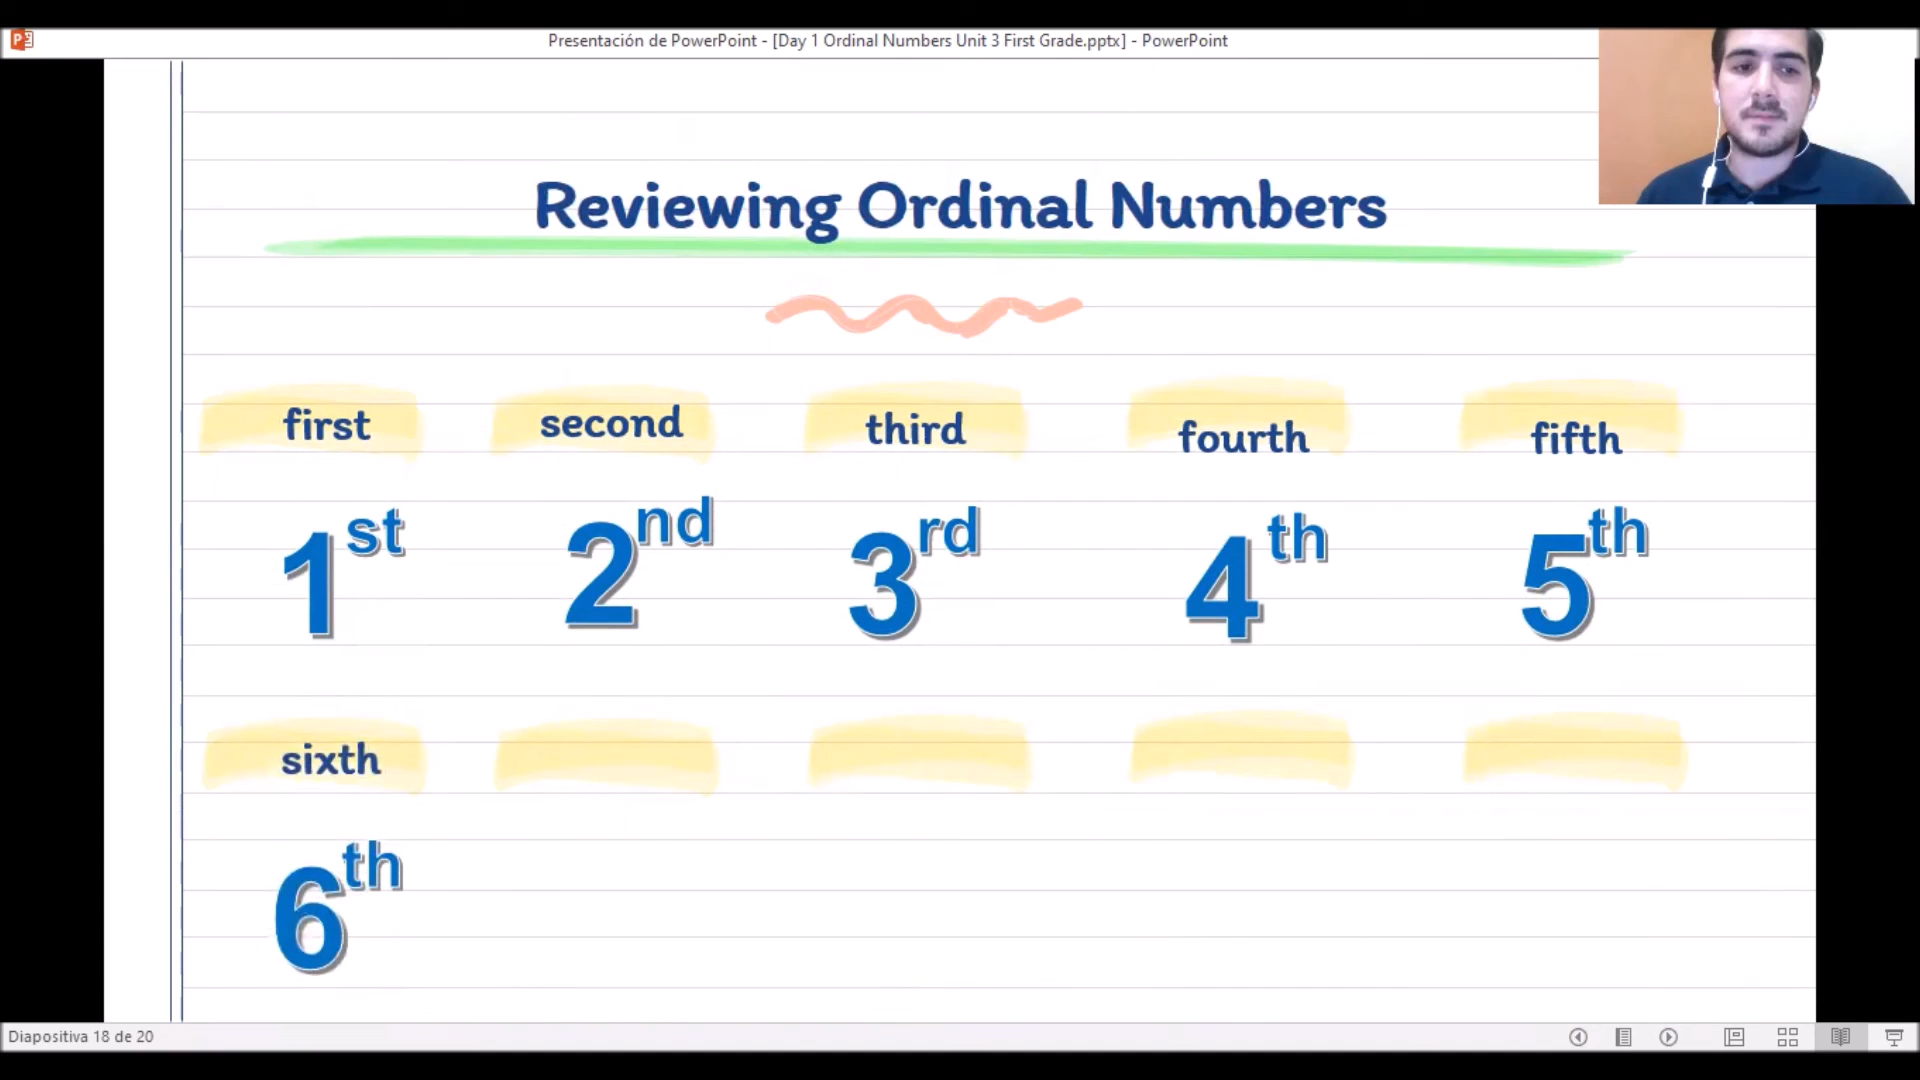 Presentación de PowerPoint - [Day 1 Ordinal Numbers Unit 3 First Grade.pptx] - PowerPoint
Reviewing Ordinal Numbers
first second third fourth fifth
1st 2nd 3rd 4th 5th
sixth
6th
Diapositiva 18 de 20